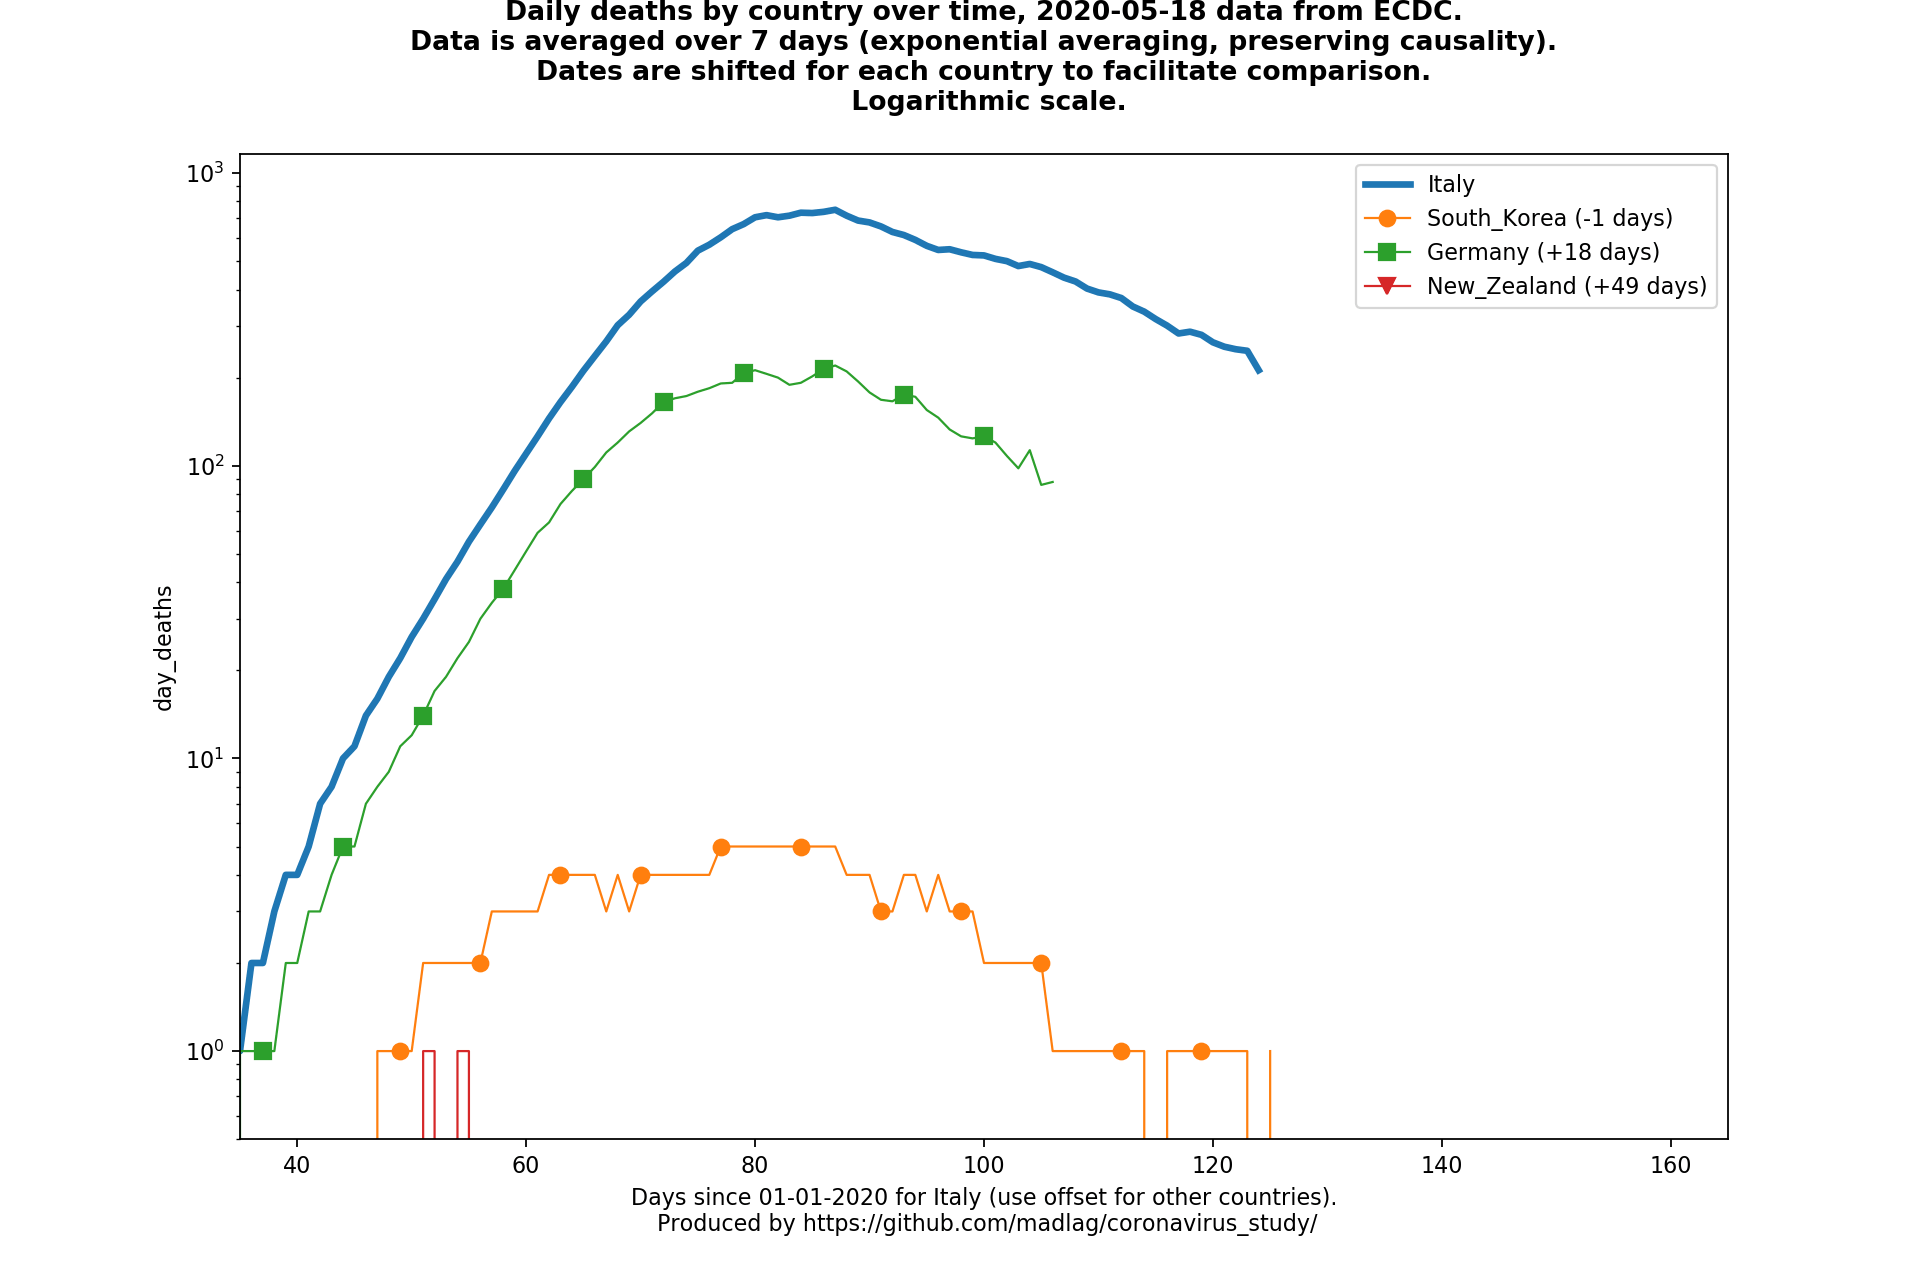 Daily deaths by country over time, 2020-05-18 data from ECDC.
Data is averaged over 7 days (exponential averaging, preserving causality).
Dates are shifted for each country to facilitate comparison.
Logarithmic scale.
10³
10²
10¹
10⁰
day_deaths
Italy
South_Korea (-1 days)
Germany (+18 days)
New_Zealand (+49 days)
40 60 80 100 120 140 160
Days since 01-01-2020 for Italy (use offset for other countries).
Produced by https://github.com/madlag/coronavirus_study/